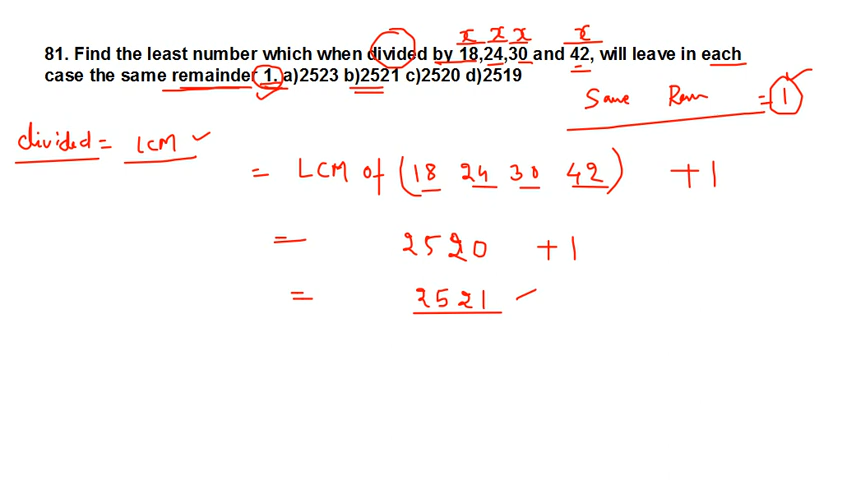 x x x x
81. Find the least number which when divided by 18,24,30 and 42, will leave in each
case the same remainder 1. a)2523 b)2521 c)2520 d)2519
Same Rem = 1
divided = LCM ✓
= LCM of (18 24 30 42) + 1
= 2520 + 1
= 2521